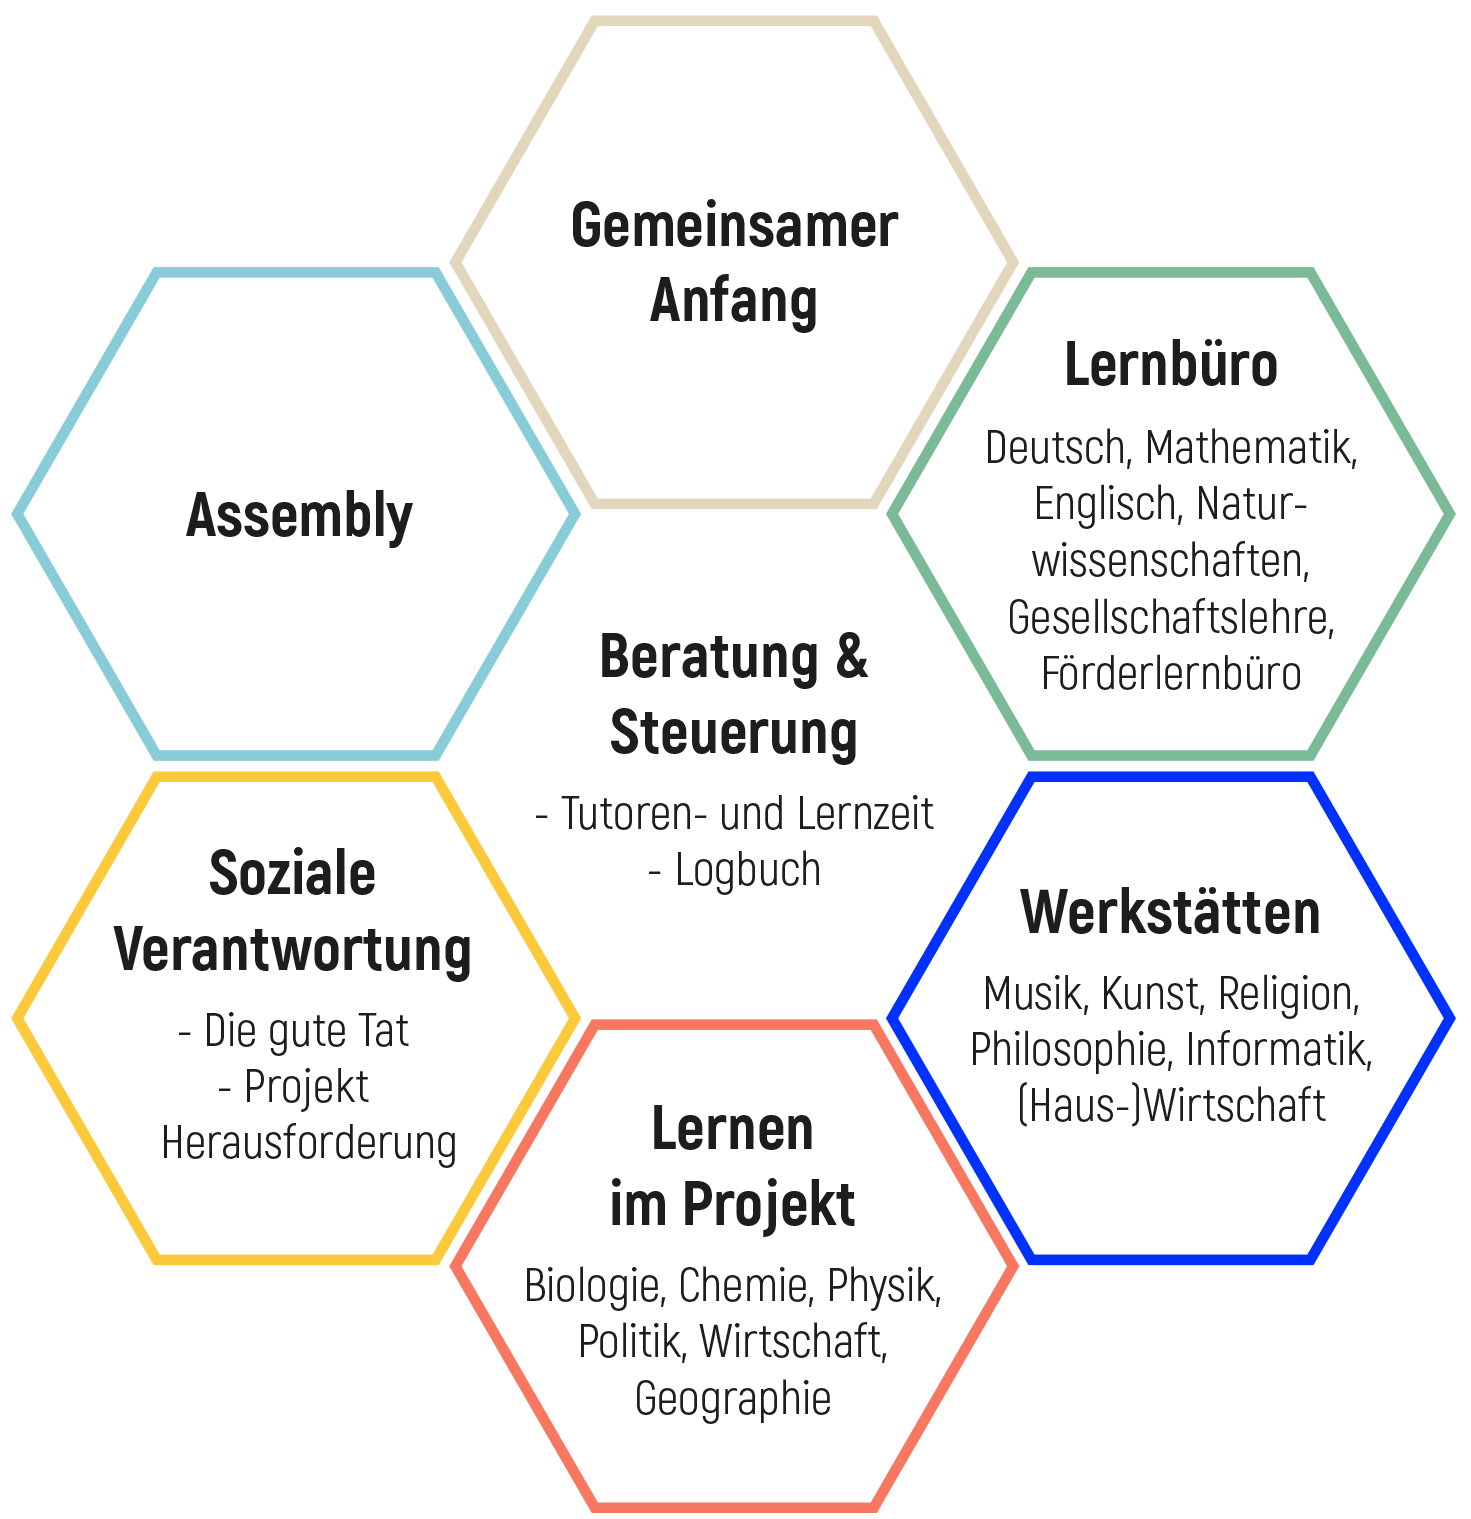 Gemeinsamer
Anfang
Lernbüro
Deutsch, Mathematik,
Englisch, Natur-
wissenschaften,
Gesellschaftslehre,
Förderlernbüro
Assembly
Beratung &
Steuerung
- Tutoren- und Lernzeit
- Logbuch
Soziale
Verantwortung
- Die gute Tat
- Projekt
Herausforderung
Werkstätten
Musik, Kunst, Religion,
Philosophie, Informatik,
(Haus-)Wirtschaft
Lernen
im Projekt
Biologie, Chemie, Physik,
Politik, Wirtschaft,
Geographie